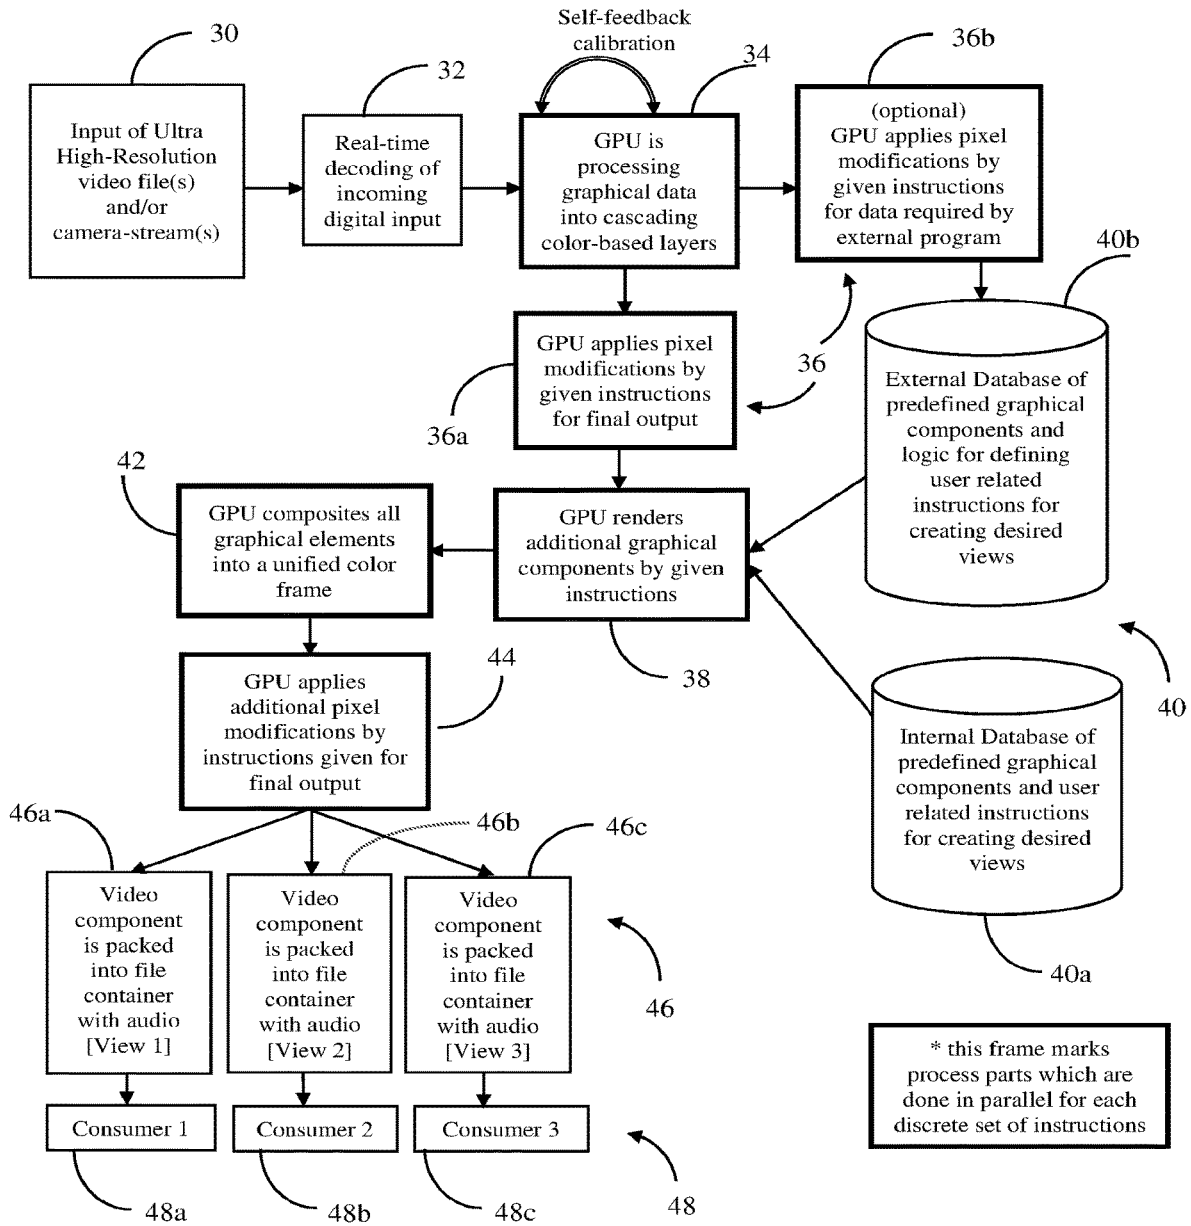 Self-feedback
calibration
30
32
34
36b
Input of Ultra
High-Resolution
video file(s)
and/or
camera-stream(s)
Real-time
decoding of
incoming
digital input
GPU is
processing
graphical data
into cascading
color-based layers
(optional)
GPU applies pixel
modifications by
given instructions
for data required by
external program
40b
GPU applies pixel
modifications by
given instructions
for final output
36
36a
External Database of
predefined graphical
components and
logic for defining
user related
instructions for
creating desired
views
42
GPU composites all
graphical elements
into a unified color
frame
GPU renders
additional graphical
components by given
instructions
38
40
44
GPU applies
additional pixel
modifications by
instructions given for
final output
Internal Database of
predefined graphical
components and user
related instructions
for creating desired
views
40a
46a
46b
46c
Video
component
is packed
into file
container
with audio
[View 1]
Video
component
is packed
into file
container
with audio
[View 2]
Video
component
is packed
into file
container
with audio
[View 3]
46
* this frame marks
process parts which are
done in parallel for each
discrete set of instructions
Consumer 1
Consumer 2
Consumer 3
48
48a
48b
48c